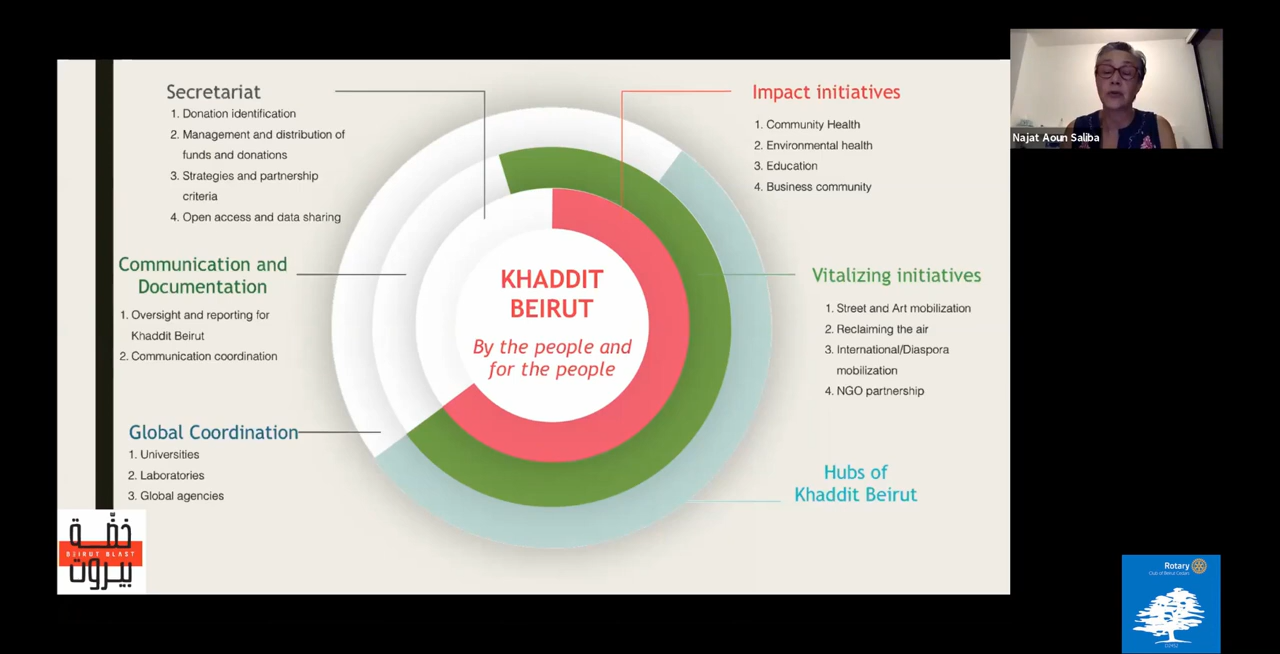 Secretariat
1. Donation identification
2. Management and distribution of
funds and donations
3. Strategies and partnership
criteria
4. Open access and data sharing
Communication and
Documentation
1. Oversight and reporting for
Khaddit Beirut
2. Communication coordination
Global Coordination
1. Universities
2. Laboratories
3. Global agencies
KHADDIT
BEIRUT
By the people and
for the people
Impact initiatives
1. Community Health
2. Environmental health
3. Education
4. Business community
Vitalizing initiatives
1. Street and Art mobilization
2. Reclaiming the air
3. International/Diaspora
mobilization
4. NGO partnership
Hubs of
Khaddit Beirut
خضّة
BEIRUT BLAST
بيروت
Najat Aoun Saliba
Rotary
Club of Beirut Cedars